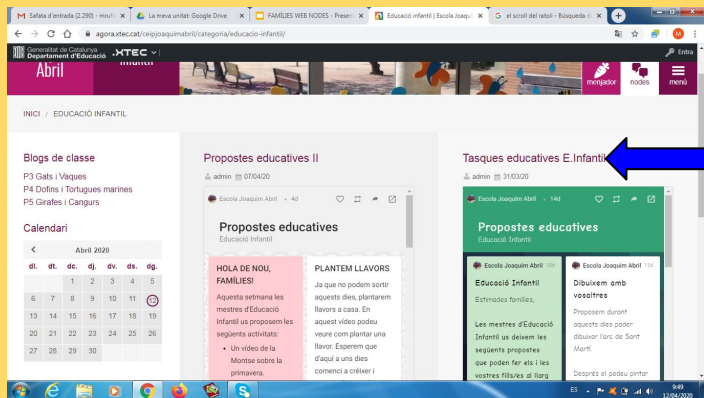 Safata d'entrada (2.290) - mruf
La meva unitat: Google Drive
FAMÍLIES WEB NODES - Presen
Educació infantil | Escola Joaqu
el scroll del ratoli - Búsqueda d
agora.xtec.cat/ceipjoaquimabril/categoria/educacio-infantil/
Generalitat de Catalunya
Departament d'Educació
XTEC
Entra
Abril
Infantil
menjador
nodes
menú
INICI / EDUCACIÓ INFANTIL
Blogs de classe
P3 Gats i Vaques
P4 Dofins i Tortugues marines
P5 Girafes i Cangurs
Calendari
Abril 2020
dl. dt. dc. dj. dv. ds. dg.
1 2 3 4 5
6 7 8 9 10 11 12
13 14 15 16 17 18 19
20 21 22 23 24 25 26
27 28 29 30
Propostes educatives II
admin 07/04/20
Escola Joaquim Abril • 4d
Propostes educatives
Educació Infantil
HOLA DE NOU,
FAMÍLIES!
Aquesta setmana les
mestres d'Educació
Infantil us proposem les
següents activitats:
• Un vídeo de la
Montse sobre la
primavera.
PLANTEM LLAVORS
Ja que no podem sortir
aquests dies, plantarem
llavors a casa. En
aquest vídeo podeu
veure com plantar una
llavor. Esperem que
d'aquí a uns dies
comenci a créixer i
Tasques educatives E.Infantil
admin 31/03/20
Escola Joaquim Abril • 14d
Propostes educatives
Educació Infantil
Escola Joaquim Abril
Educació Infantil
Estimades famílies,
Les mestres d'Educació
Infantil us deixem les
següents propostes
que poden fer els i les
vostres fills/es al llarg
Escola Joaquim Abril
Dibuixem amb
vosaltres
Proposem durant
aquests dies poder
dibuixar l'arc de Sant
Martí.
Després el podeu pintar
ES
9:49
12/04/2020